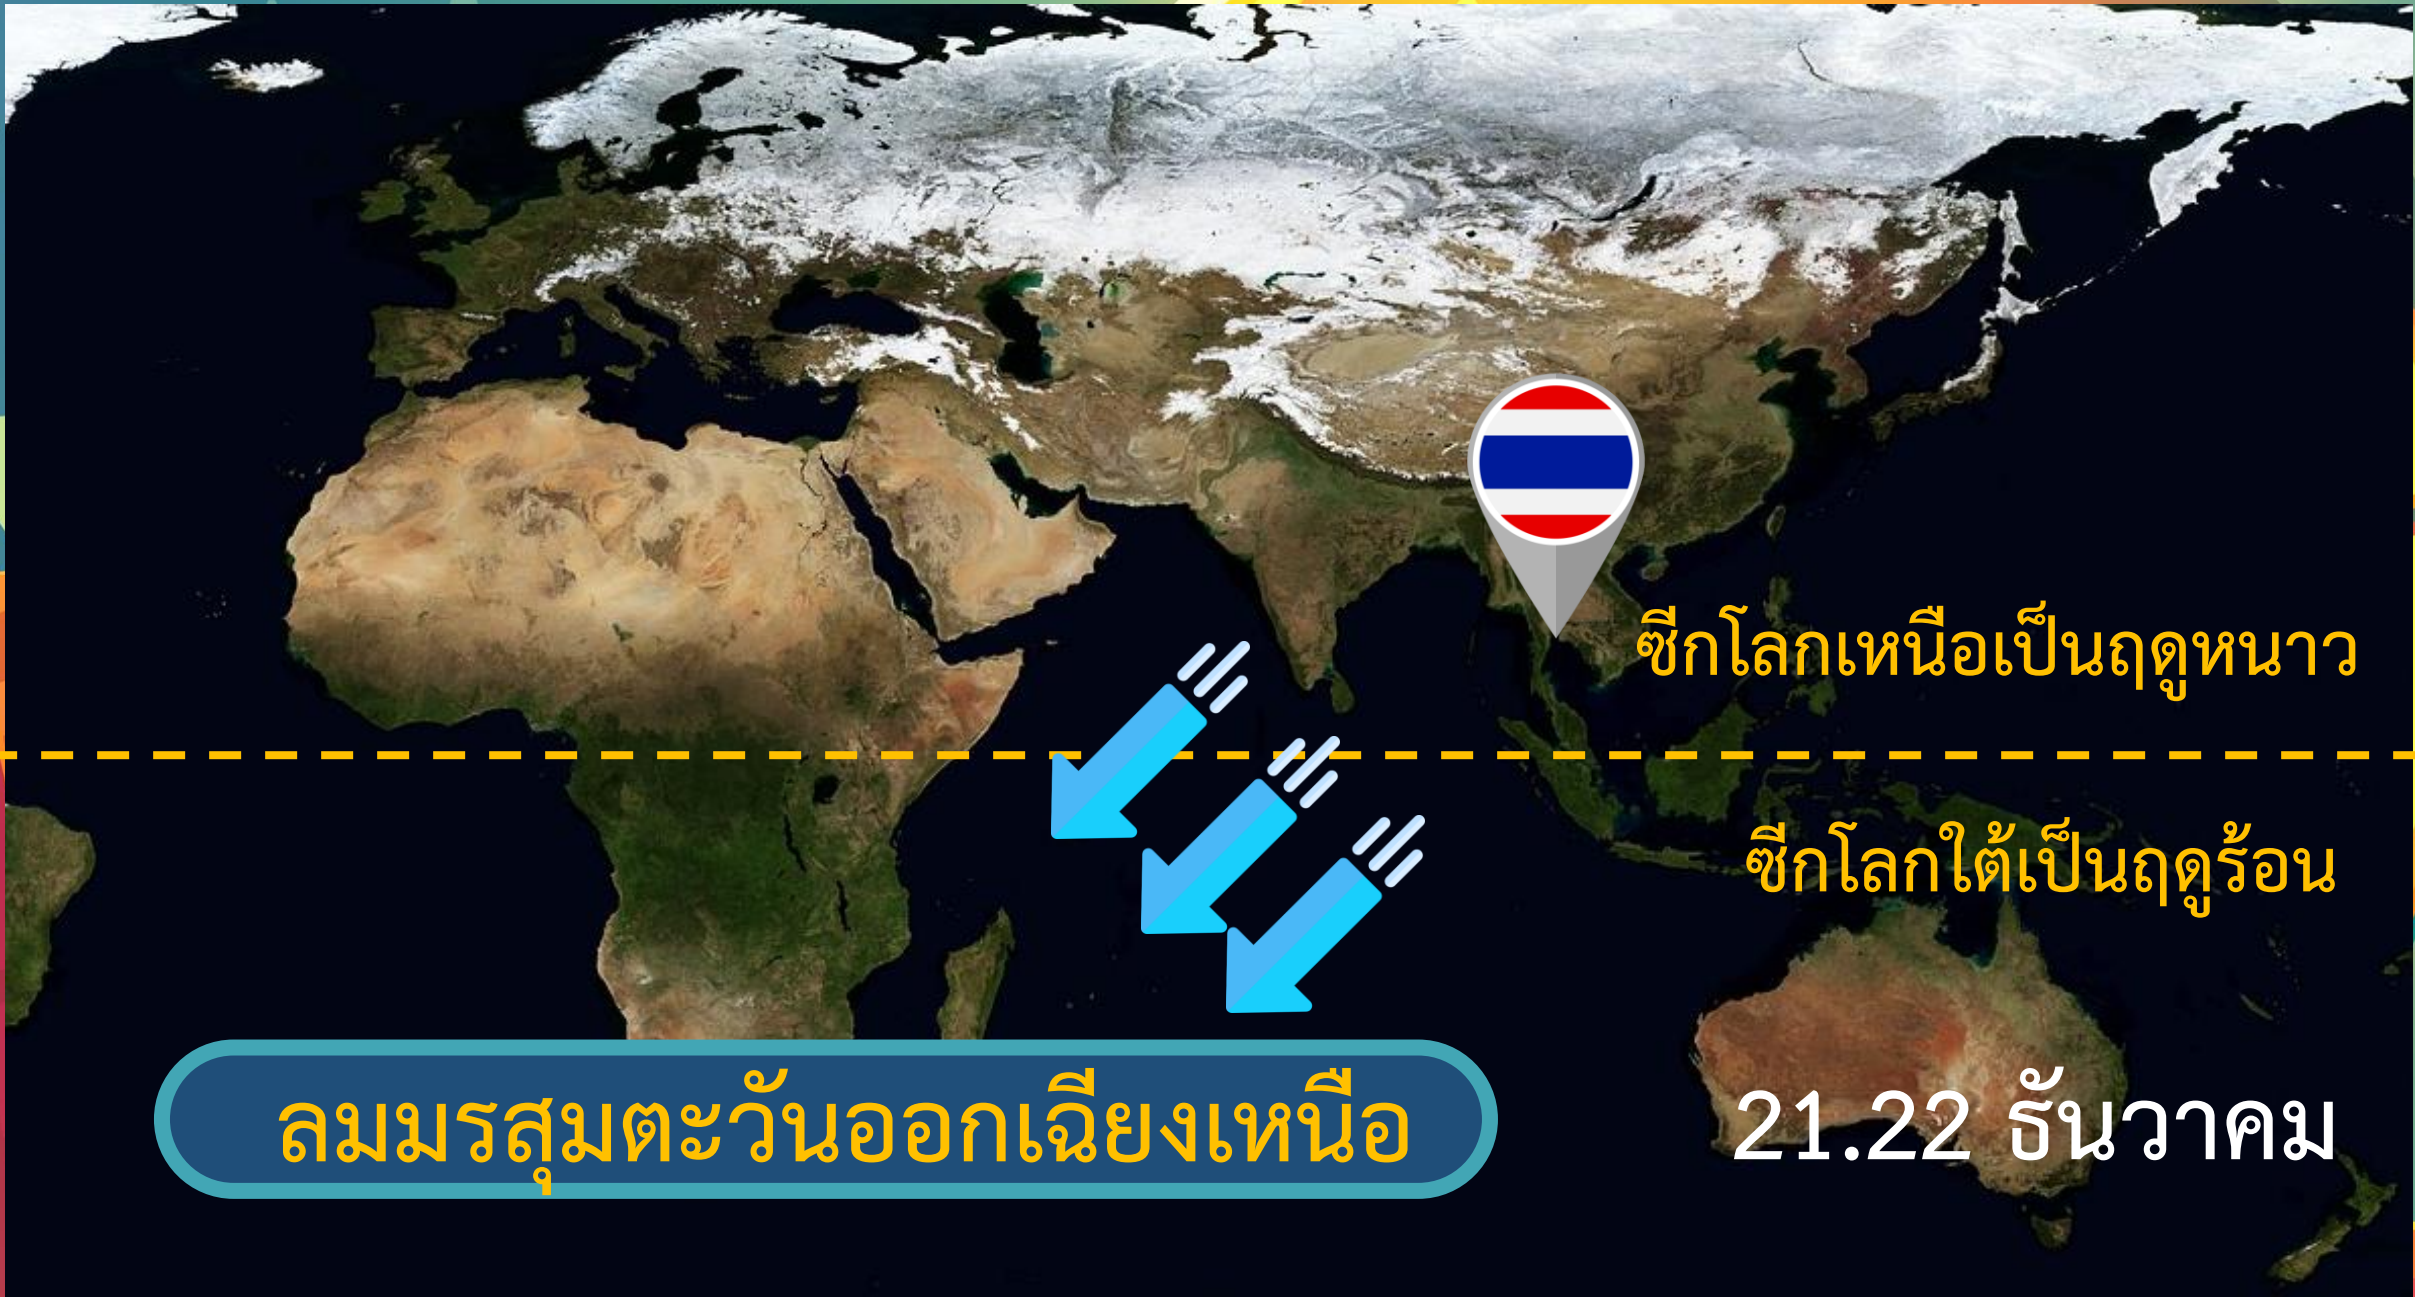 ซีกโลกเหนือเป็นฤดูหนาว
ซีกโลกใต้เป็นฤดูร้อน
ลมมรสุมตะวันออกเฉียงเหนือ
21.22 ธันวาคม